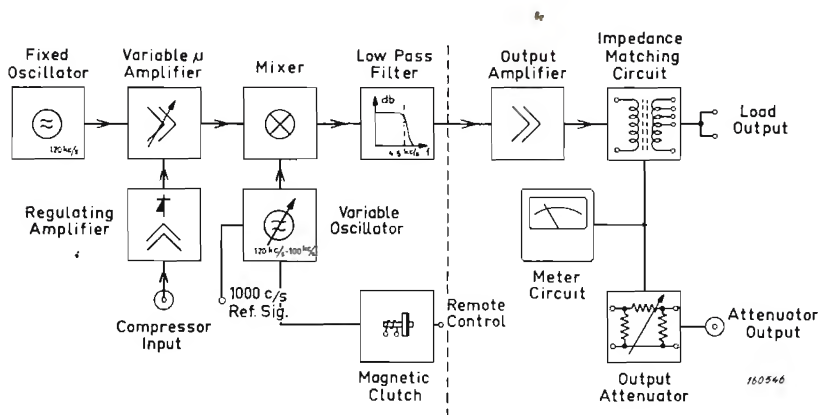 Fixed
Oscillator
120 kc/s
Variable μ
Amplifier
Mixer
Low Pass
Filter
db
kc/s f
Output
Amplifier
Impedance
Matching
Circuit
Load
Output
Regulating
Amplifier
Compressor
Input
Variable
Oscillator
120 kc/s-100 kc/s
1000 c/s
Ref. Sig.
Magnetic
Clutch
Remote
Control
Meter
Circuit
Output
Attenuator
Attenuator
Output
160546